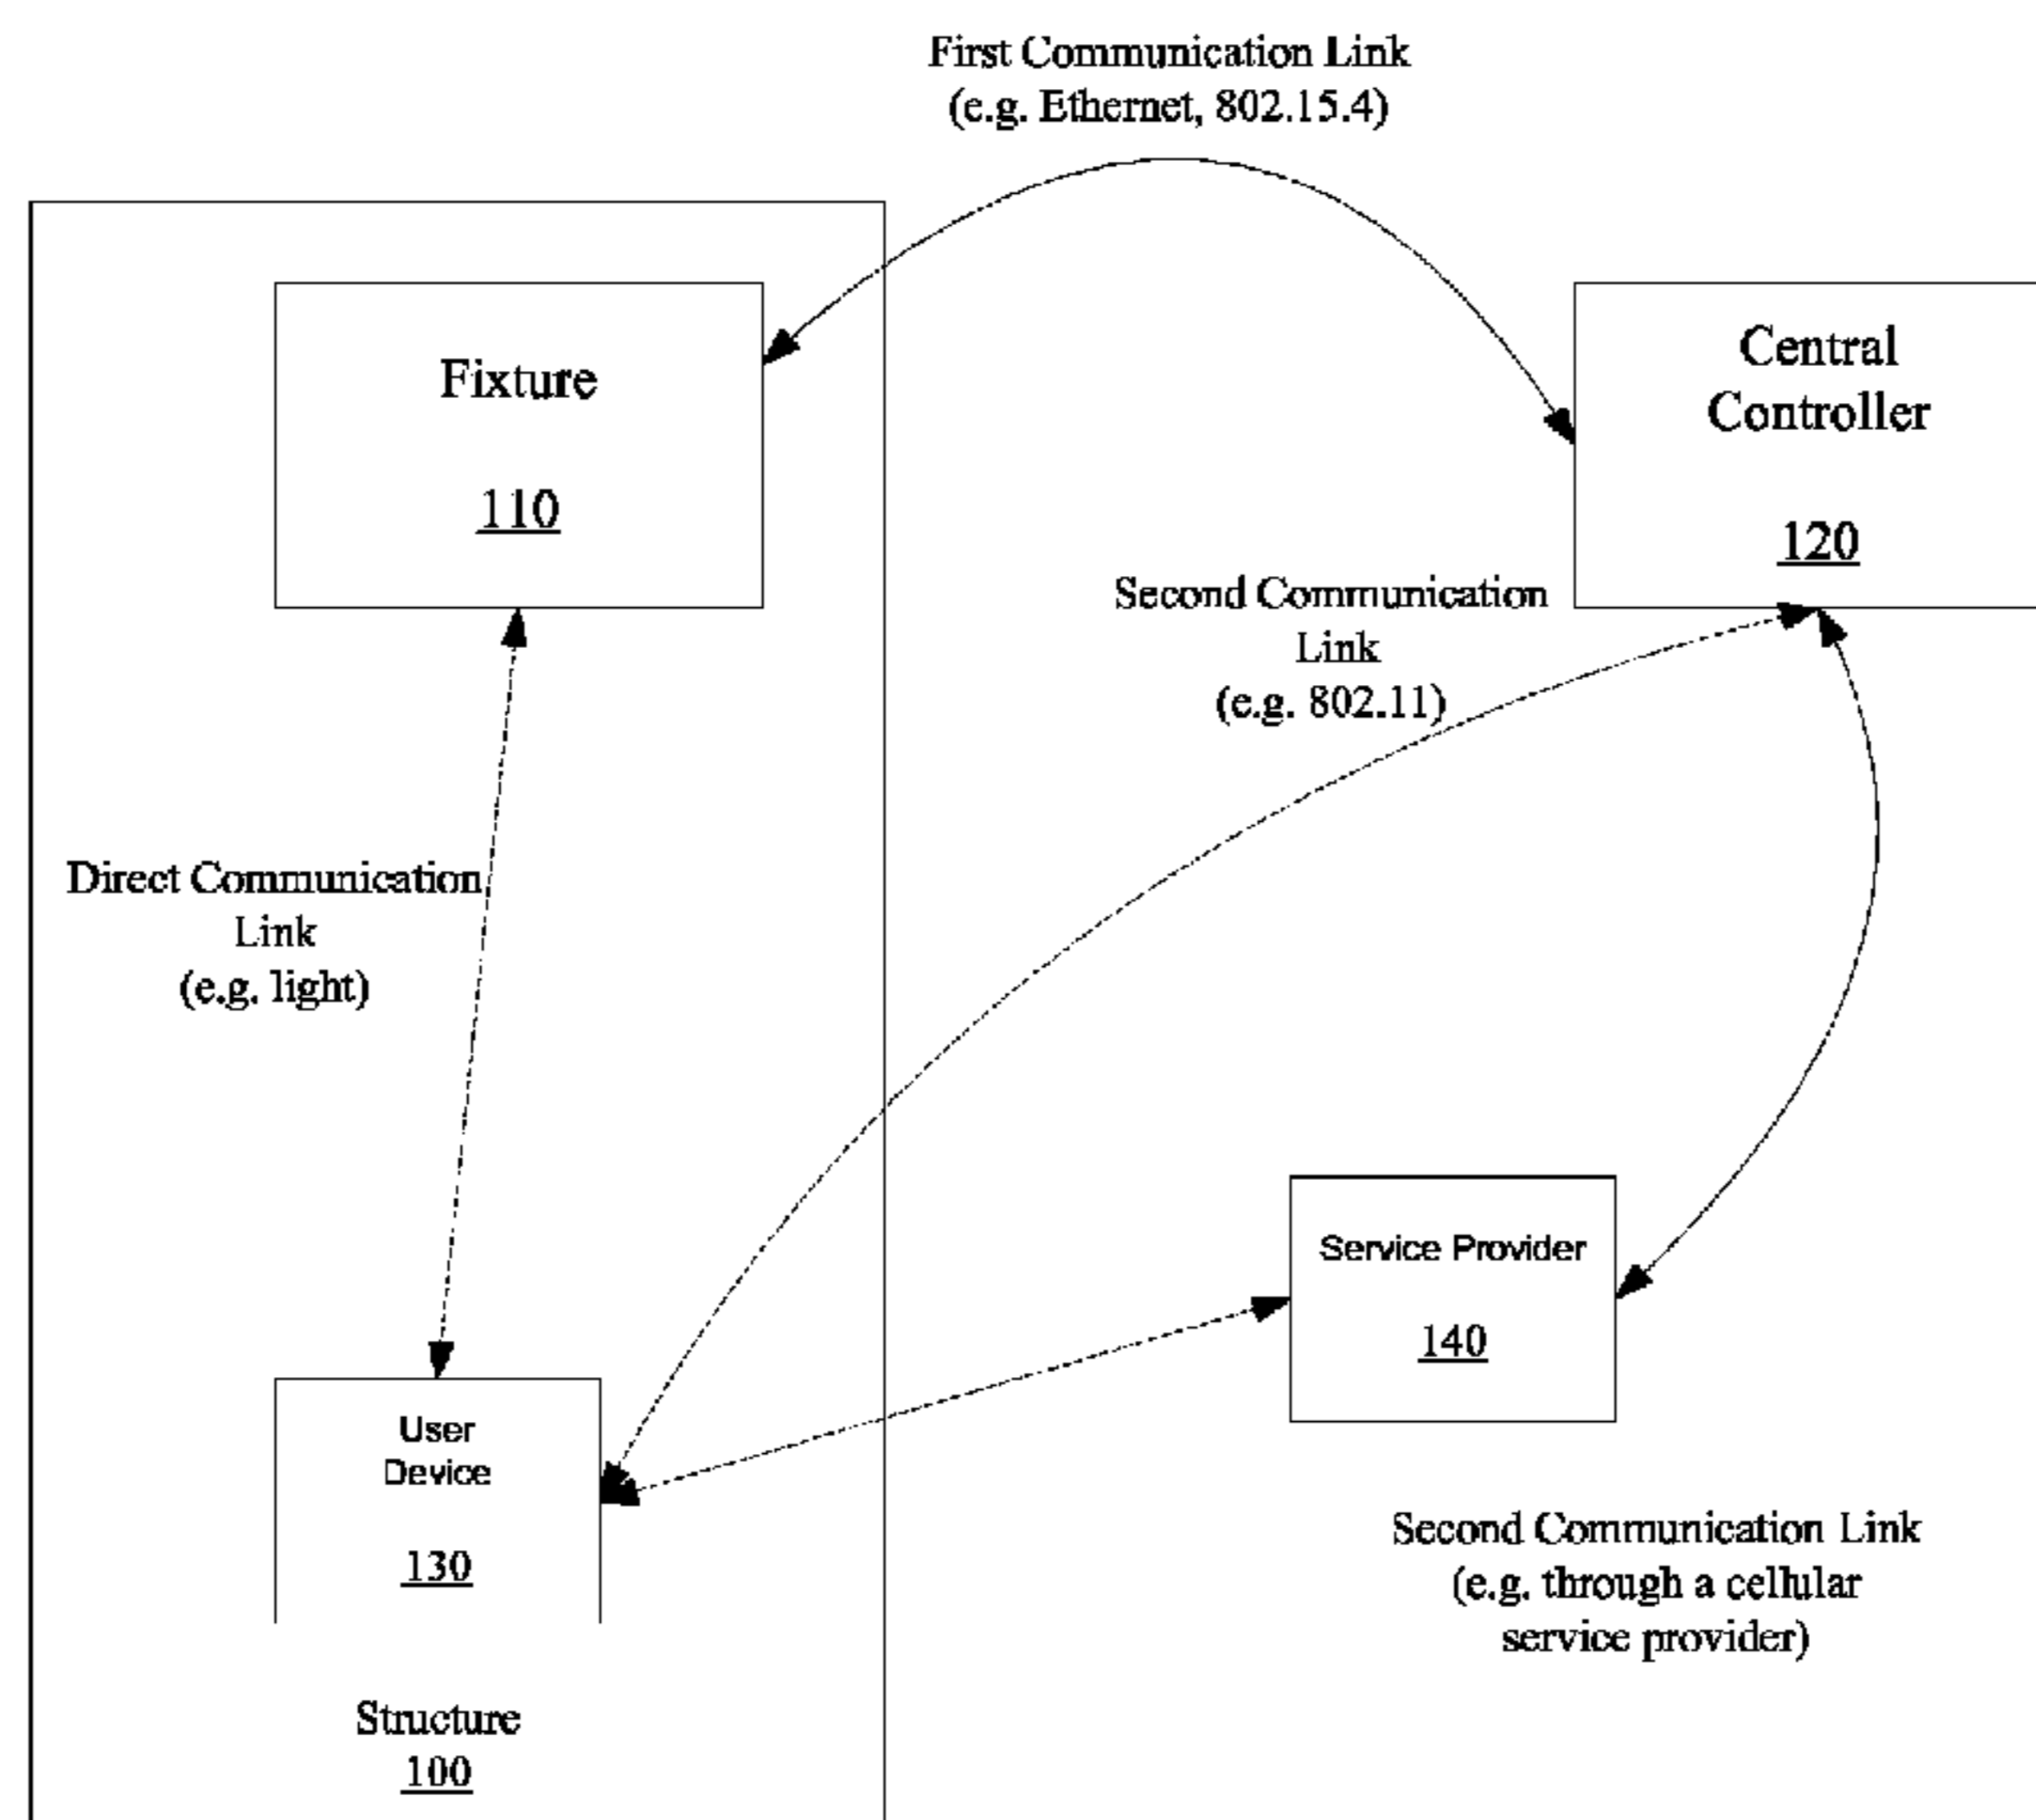 First Communication Link
(e.g. Ethernet, 802.15.4)
Fixture
110
Central
Controller
120
Second Communication
Link
(e.g. 802.11)
Direct Communication
Link
(e.g. light)
Service Provider
140
User
Device
130
Second Communication Link
(e.g. through a cellular
service provider)
Structure
100